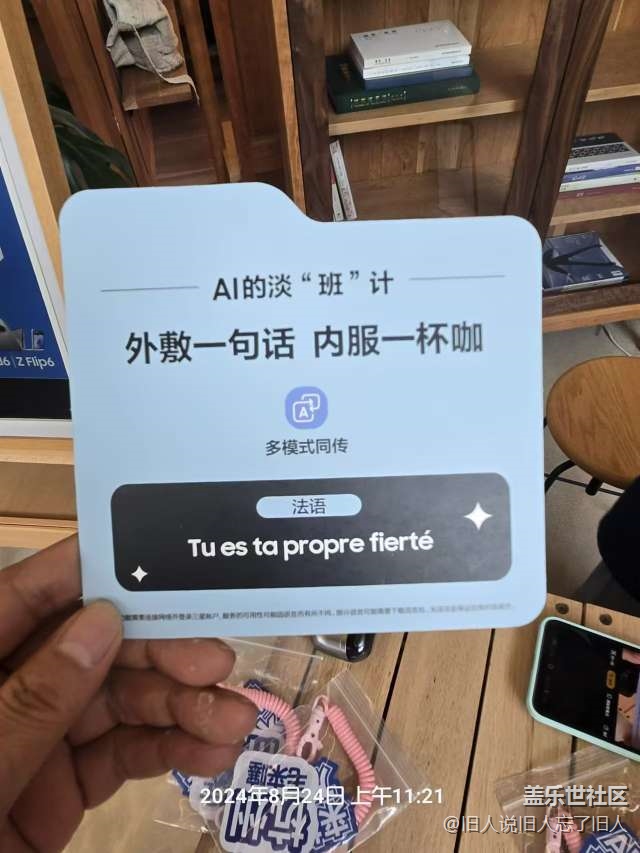 AI的淡“班”计
外敷一句话 内服一杯咖
A
多模式同传
法语
Tu es ta propre fierté
Z Flip6
杭州
2024年8月24日 上午11:21
盖乐世社区
@旧人说旧人忘了旧人